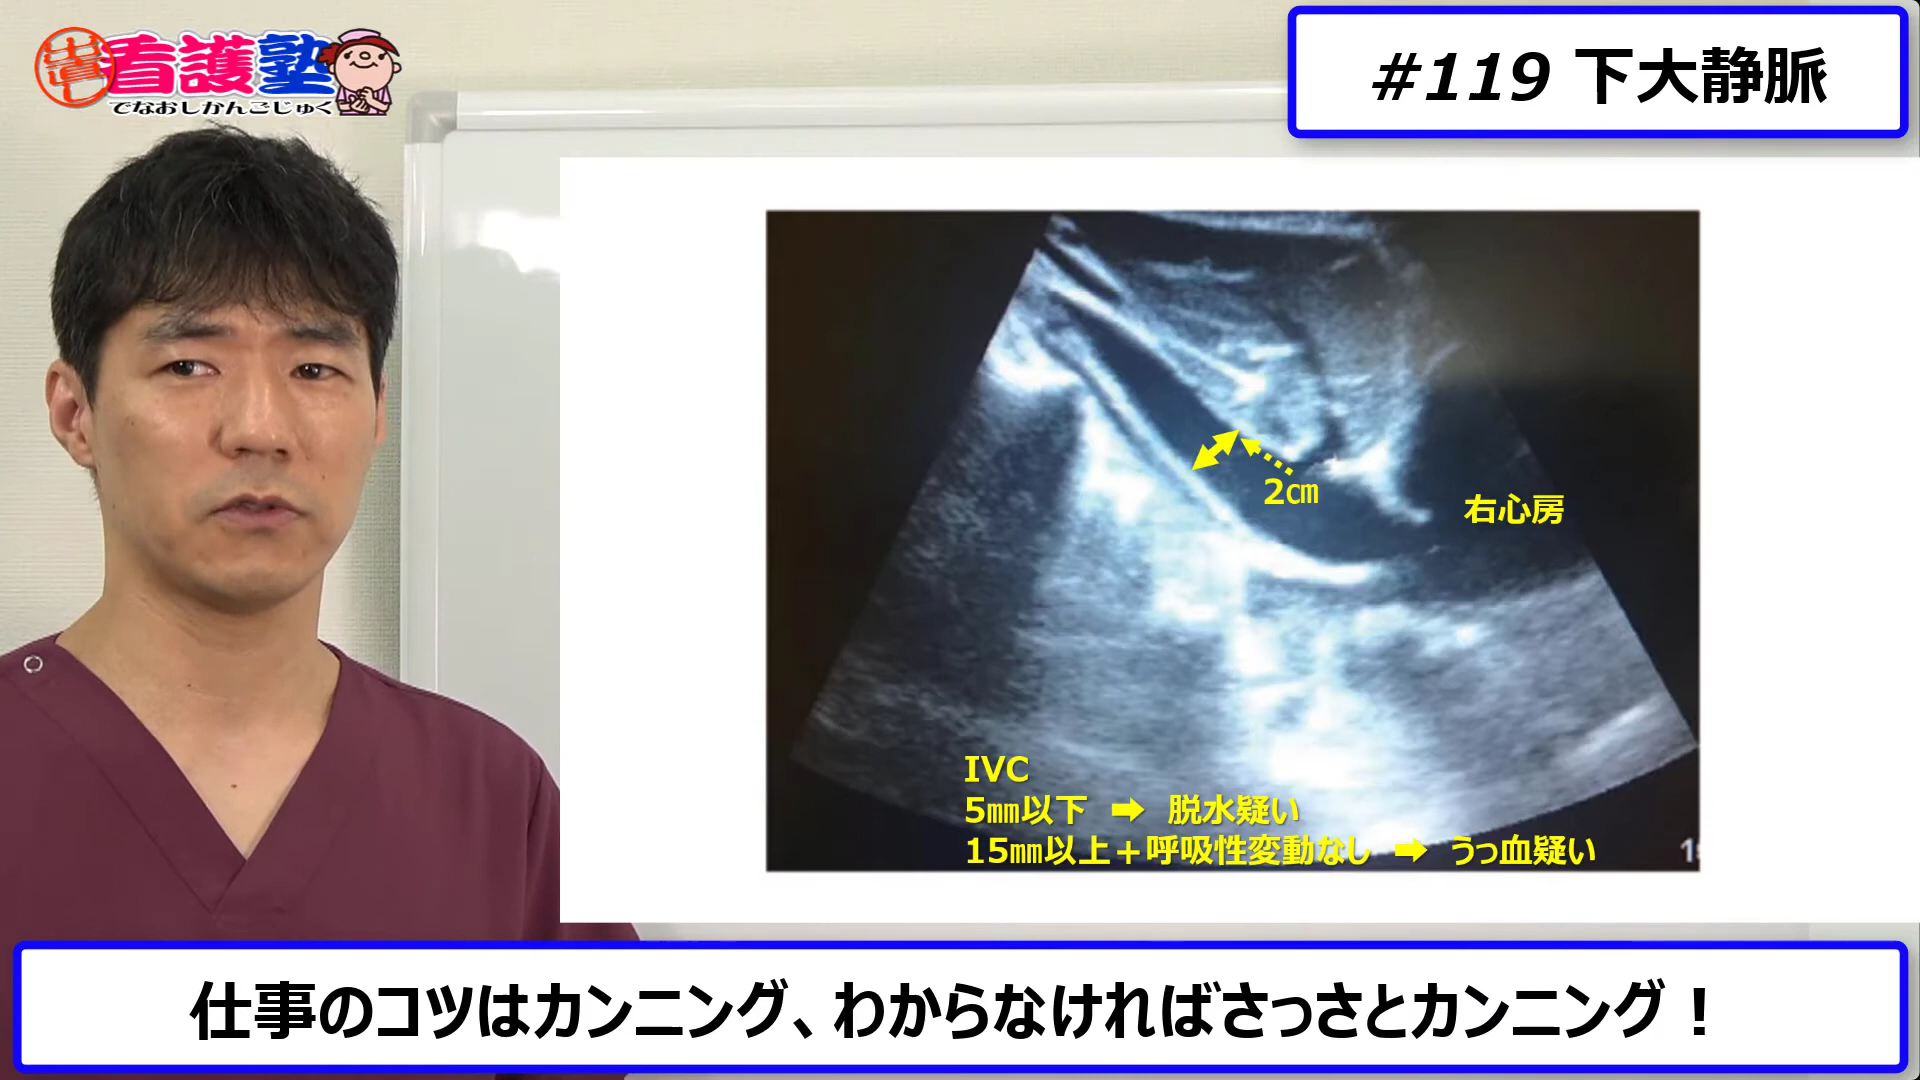 出直し看護塾
でなおしかんごじゅく
#119 下大静脈
2㎝
右心房
IVC
5㎜以下 ➡ 脱水疑い
15㎜以上＋呼吸性変動なし ➡ うっ血疑い
仕事のコツはカンニング、わからなければさっさとカンニング！